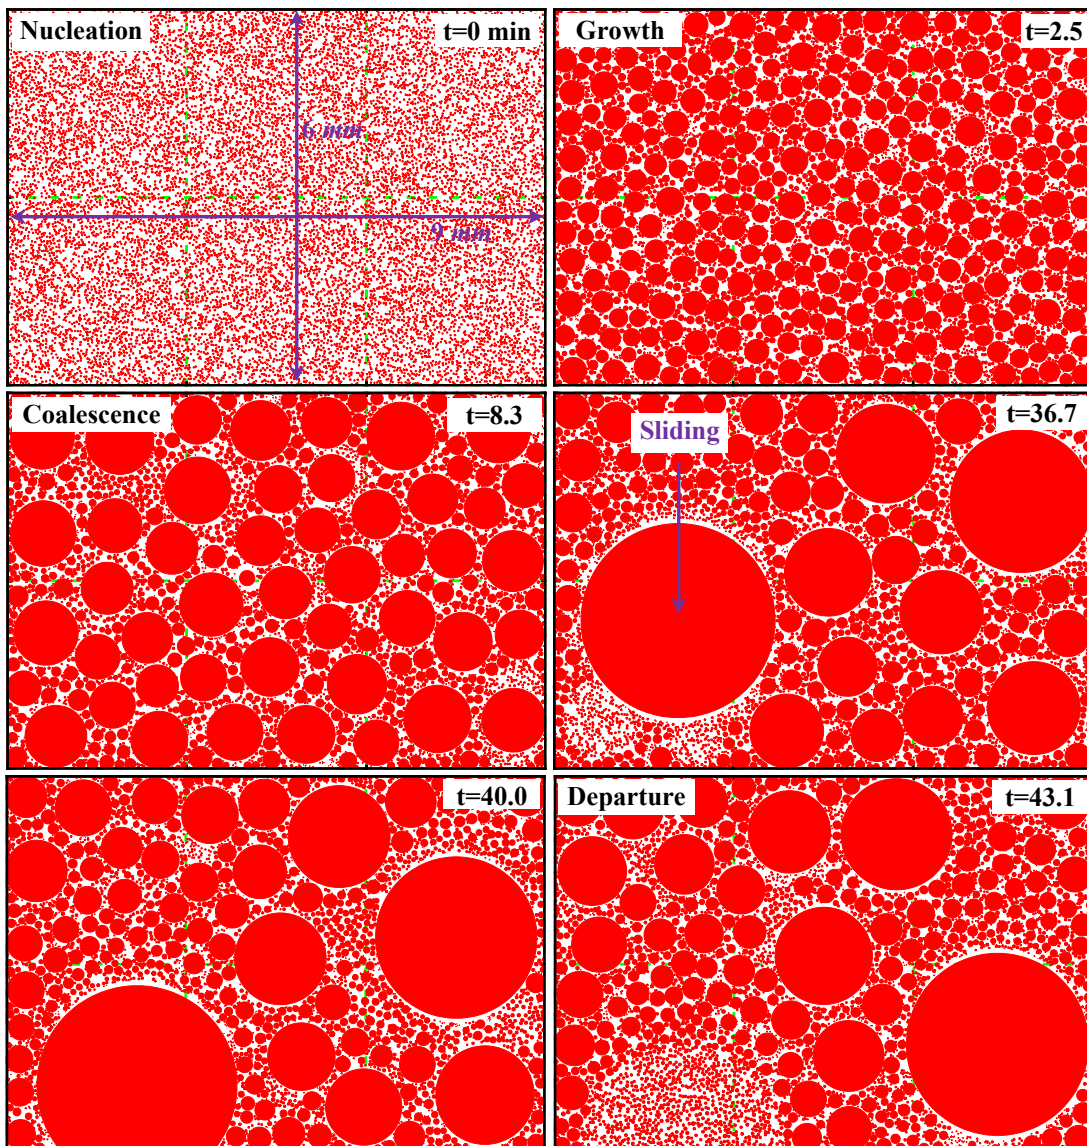 Nucleation
t=0 min
6 mm
9 mm
Growth
t=2.5
Coalescence
t=8.3
Sliding
t=36.7
t=40.0
Departure
t=43.1